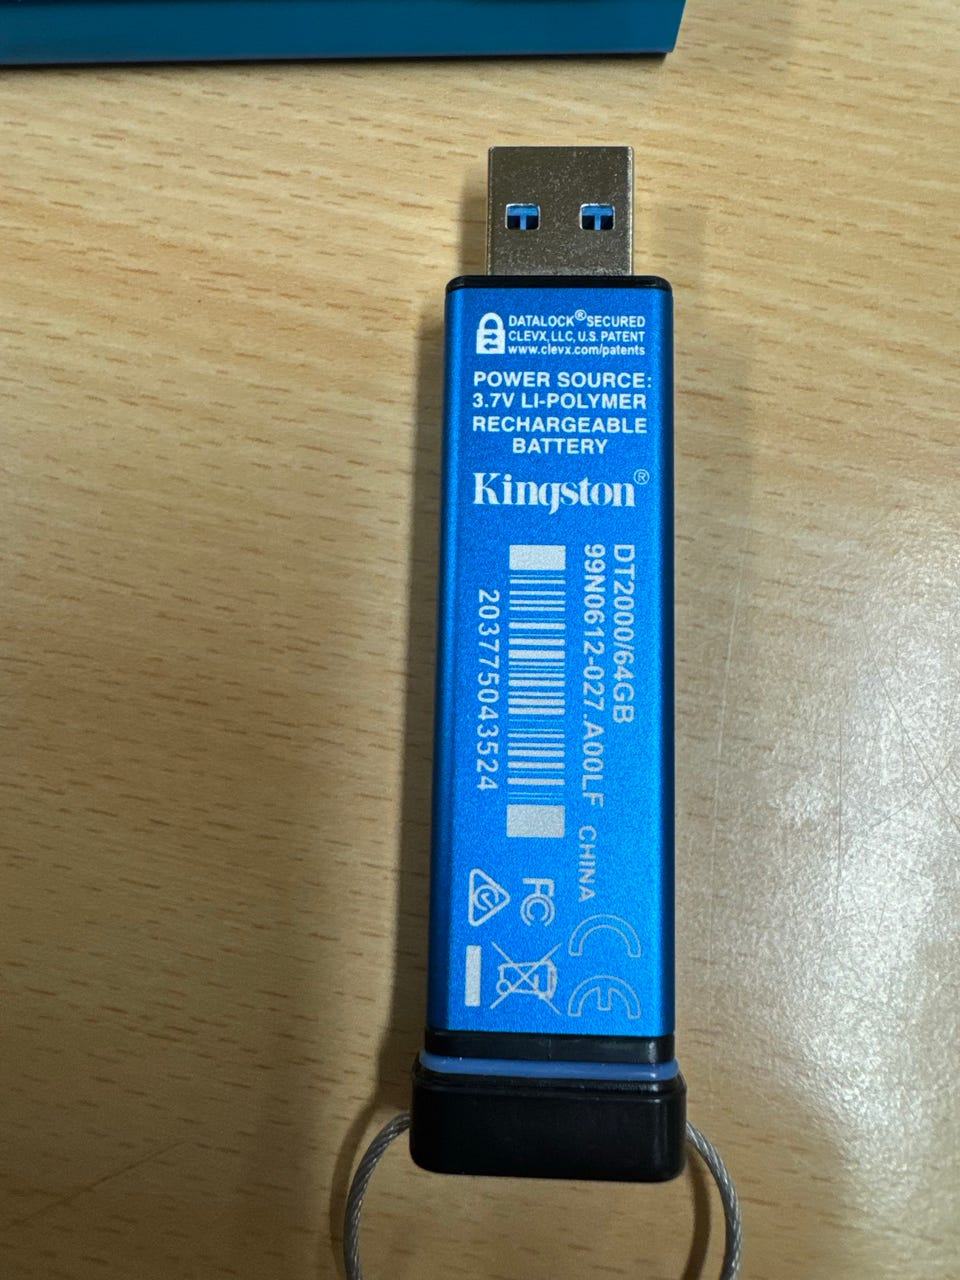 DATALOCK® SECURED
CLEVX, LLC, U.S. PATENT
www.clevx.com/patents
POWER SOURCE:
3.7V LI-POLYMER
RECHARGEABLE
BATTERY
Kingston®
DT2000/64GB
99N0612-027.A00LF CHINA
203775043524
FC
CE